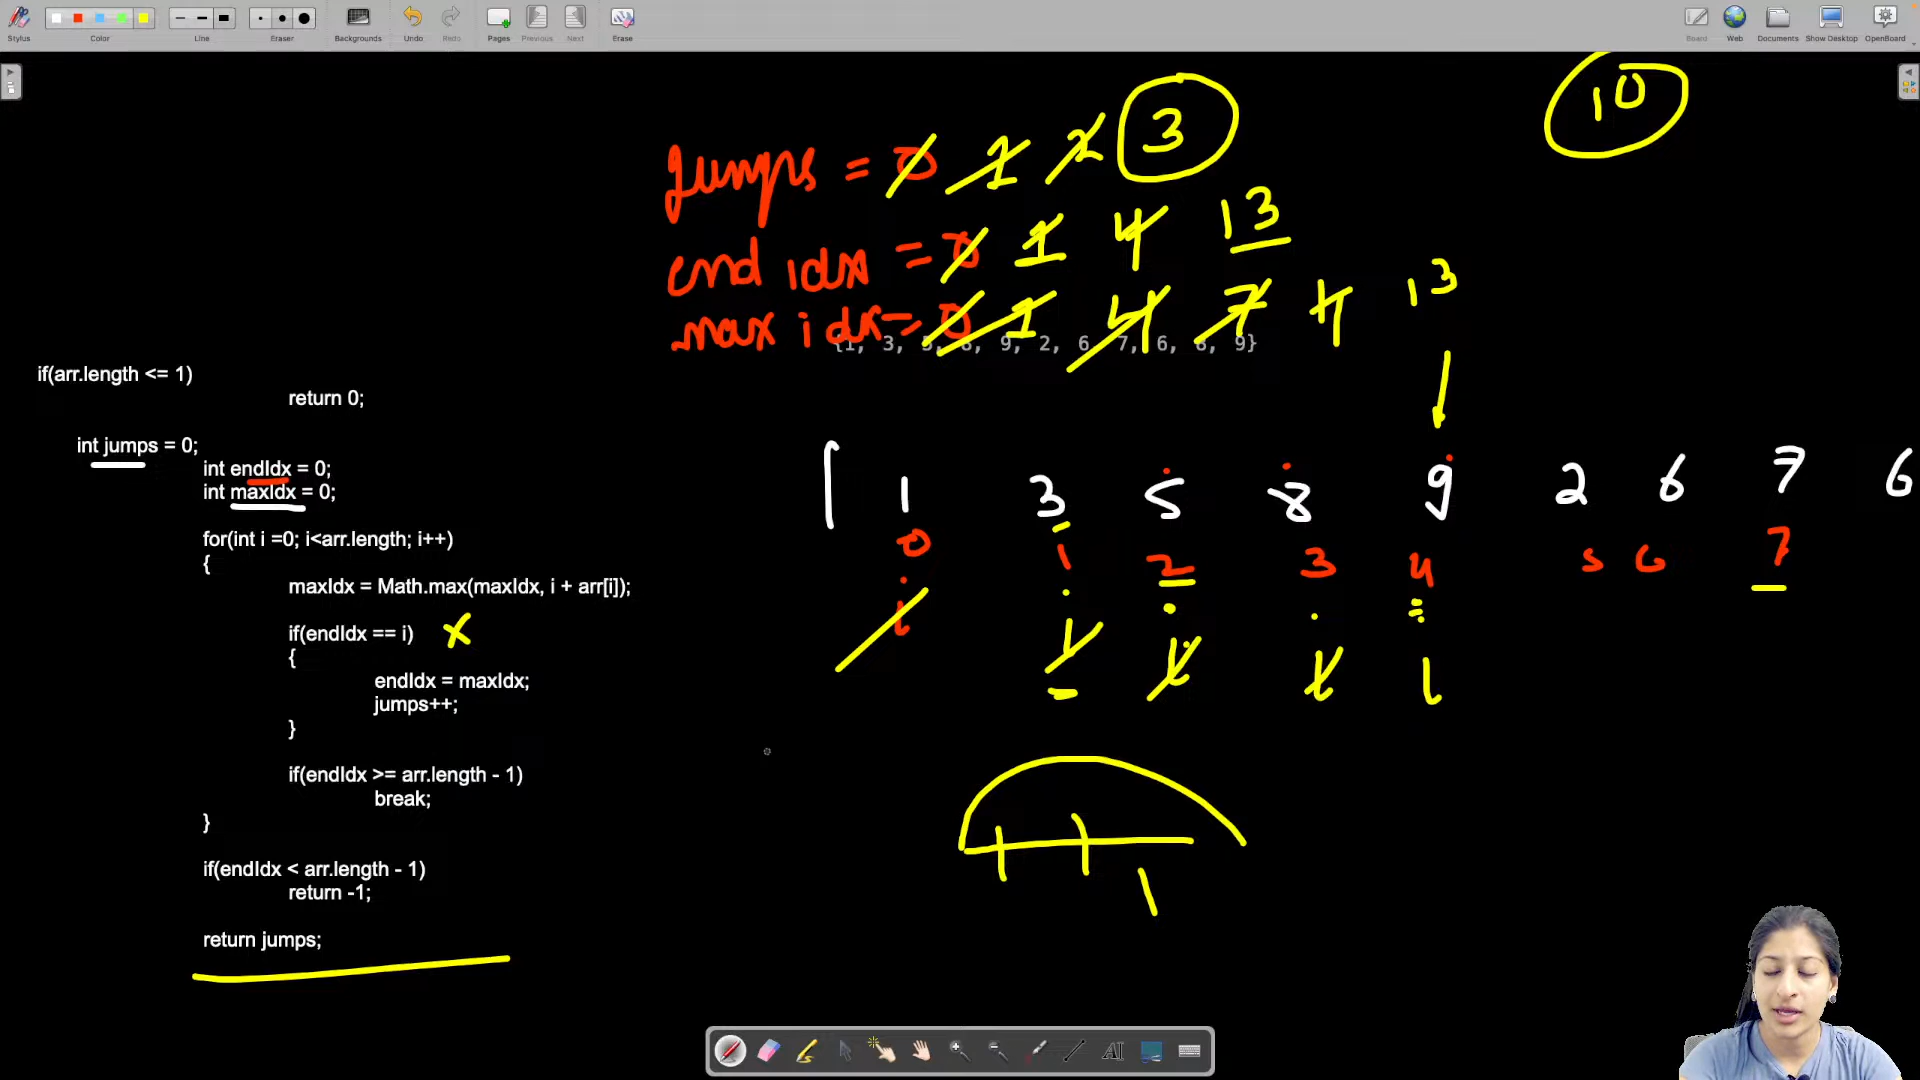 Stylus Color Line Eraser Backgrounds Undo Redo Pages Previous Next Erase Board Web Documents Show Desktop OpenBoard
10
Jumps = 0 1 2 3
end idx = 0 1 4 13
max idx = 0 1 4 7 11 13
{1, 3, 5, 8, 9, 2, 6, 7, 6, 8, 9}
if(arr.length <= 1)
return 0;
int jumps = 0;
int endIdx = 0;
int maxIdx = 0;
for(int i =0; i<arr.length; i++)
{
maxIdx = Math.max(maxIdx, i + arr[i]);
if(endIdx == i) x
{
endIdx = maxIdx;
jumps++;
}
if(endIdx >= arr.length - 1)
break;
}
if(endIdx < arr.length - 1)
return -1;
return jumps;
[ 1 3 5 8 9 2 6 7 6
0 1 2 3 4 5 6 7
i i i i i
AI